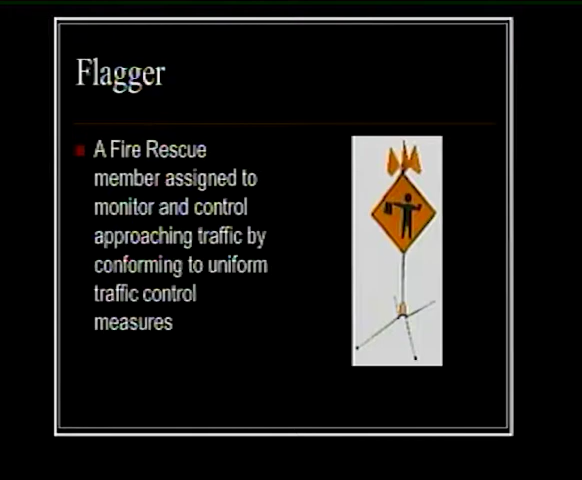 Flagger
A Fire Rescue
member assigned to
monitor and control
approaching traffic by
conforming to uniform
traffic control
measures